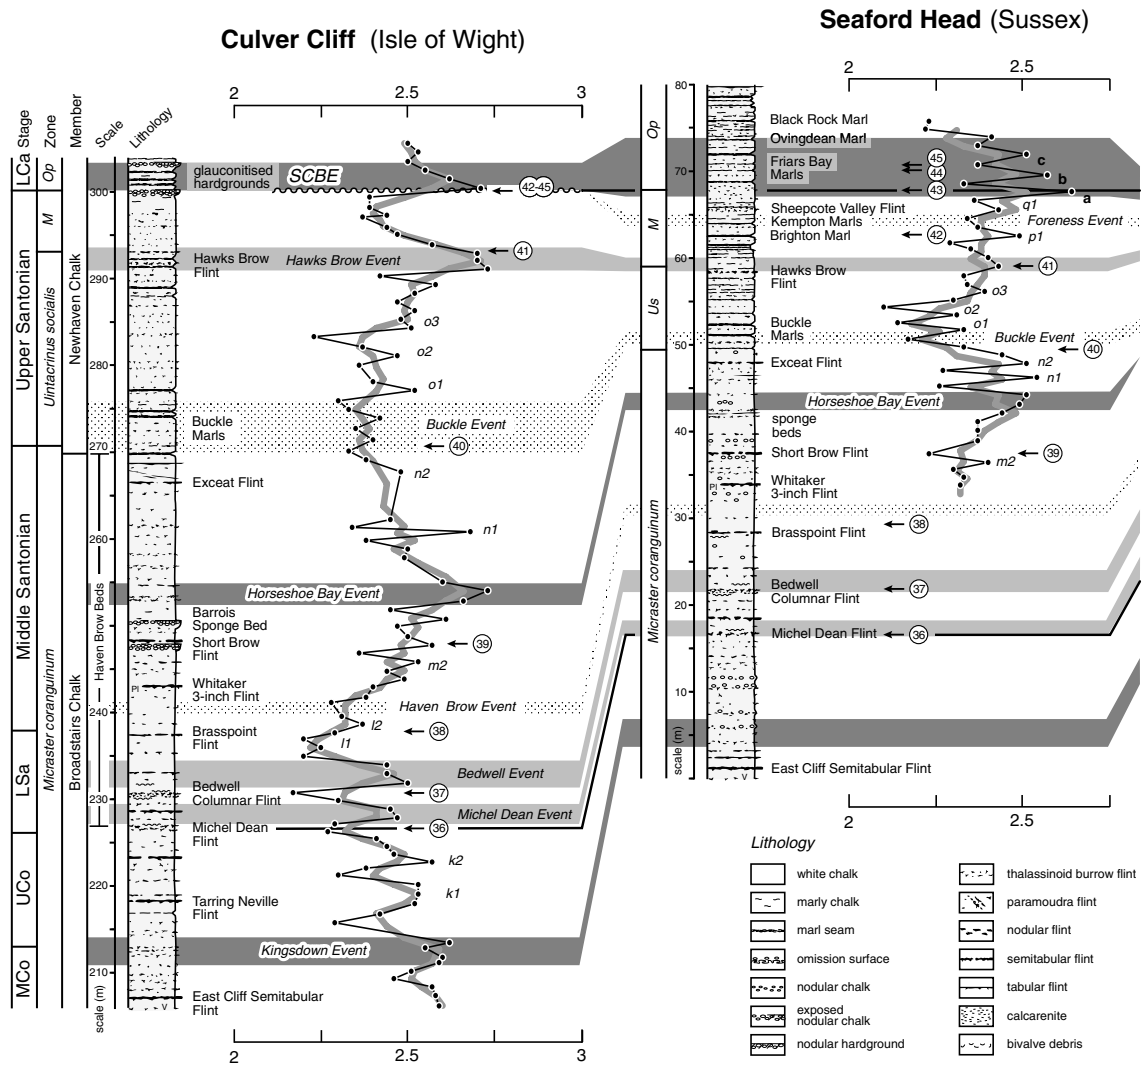 Culver Cliff (Isle of Wight)
2
2.5
3
Stage
Zone
Member
Scale
Lithology
LCa
Upper Santonian
Middle Santonian
LSa
UCo
MCo
Op
M
Uintacrinus socialis
Micraster coranguinum
Newhaven Chalk
Broadstairs Chalk
Haven Brow Beds
300
290
280
270
260
250
240
230
220
210
scale (m)
PI
V
glauconitised
hardgrounds
SCBE
42-45
Hawks Brow
Flint
Hawks Brow Event
41
o3
o2
o1
Buckle
Marls
Buckle Event
40
n2
Exceat Flint
n1
Horseshoe Bay Event
Barrois
Sponge Bed
Short Brow
Flint
39
m2
Whitaker
3-inch Flint
Haven Brow Event
l2
38
Brasspoint
Flint
l1
Bedwell Event
Bedwell
Columnar Flint
37
Michel Dean Event
Michel Dean
Flint
36
k2
k1
Tarring Neville
Flint
Kingsdown Event
East Cliff Semitabular
Flint
2
2.5
3
Seaford Head (Sussex)
2
2.5
Op
M
Us
Micraster coranguinum
80
70
60
50
40
30
20
10
scale (m)
PI
V
Black Rock Marl
Ovingdean Marl
Friars Bay
Marls
45
44
43
c
b
a
Sheepcote Valley Flint
q1
Kempton Marls
Foreness Event
Brighton Marl
42
p1
Hawks Brow
Flint
41
o3
o2
o1
Buckle
Marls
Buckle Event
40
Exceat Flint
n2
n1
Horseshoe Bay Event
sponge
beds
Short Brow Flint
39
m2
Whitaker
3-inch Flint
38
Brasspoint Flint
Bedwell
Columnar Flint
37
Michel Dean Flint
36
East Cliff Semitabular Flint
2
2.5
Lithology
white chalk
marly chalk
marl seam
omission surface
nodular chalk
exposed
nodular chalk
nodular hardground
thalassinoid burrow flint
paramoudra flint
nodular flint
semitabular flint
tabular flint
calcarenite
bivalve debris